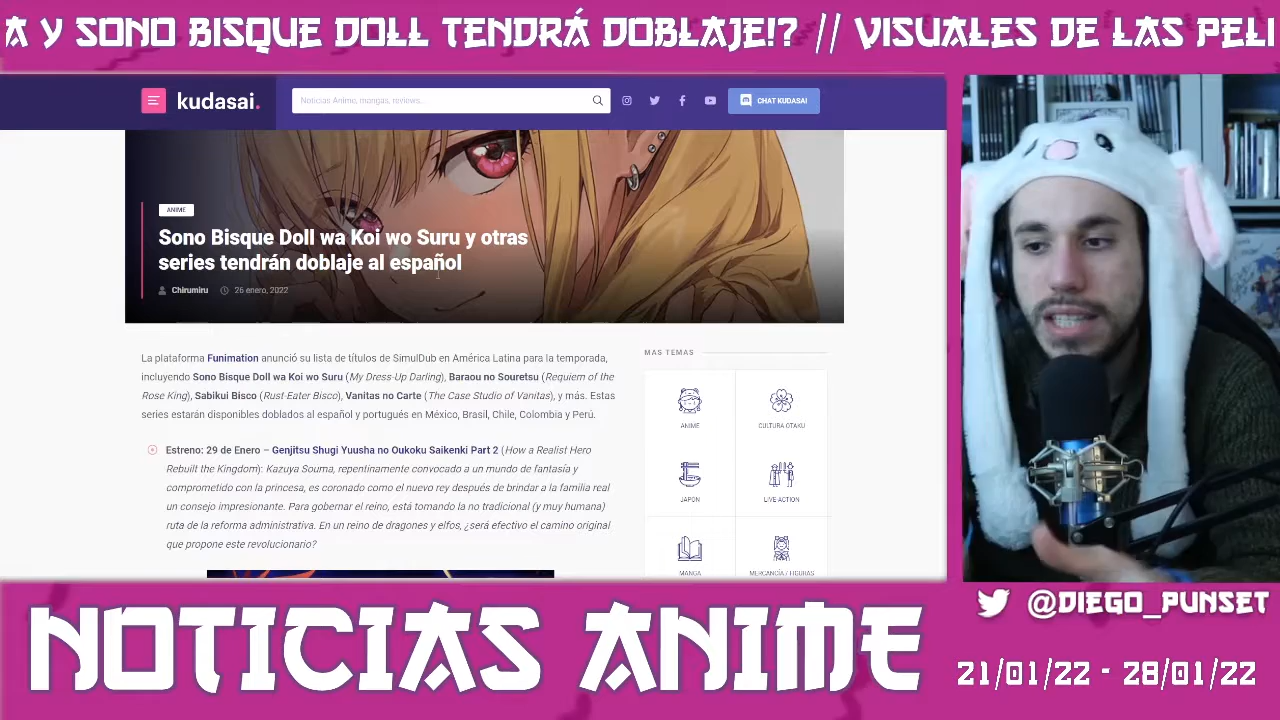 A Y SONO BISQUE DOLL TENDRÁ DOBLAJE!? // VISUALES DE LAS PELI
kudasai.
Noticias Anime, mangas, reviews...
CHAT KUDASAI
ANIME
Sono Bisque Doll wa Koi wo Suru y otras
series tendrán doblaje al español
Chirumiru 26 enero, 2022
La plataforma Funimation anunció su lista de títulos de SimulDub en América Latina para la temporada,
incluyendo Sono Bisque Doll wa Koi wo Suru (My Dress-Up Darling), Baraou no Souretsu (Requiem of the
Rose King), Sabikui Bisco (Rust Eater Bisco), Vanitas no Carte (The Case Studio of Vanitas), y más. Estas
series estarán disponibles doblados al español y portugués en México, Brasil, Chile, Colombia y Perú.
Estreno: 29 de Enero – Genjitsu Shugi Yuusha no Oukoku Saikenki Part 2 (How a Realist Hero
Rebuilt the Kingdom): Kazuya Souma, repentinamente convocado a un mundo de fantasía y
comprometido con la princesa, es coronado como el nuevo rey después de brindar a la familia real
un consejo impresionante. Para gobernar el reino, está tomando la no tradicional (y muy humana)
ruta de la reforma administrativa. En un reino de dragones y elfos, ¿será efectivo el camino original
que propone este revolucionario?
MAS TEMAS
ANIME
CULTURA OTAKU
JAPON
LIVE ACTION
MANGA
MERCANCÍA / FIGURAS
NOTICIAS ANIME
@DIEGO_PUNSET
21/01/22 - 28/01/22